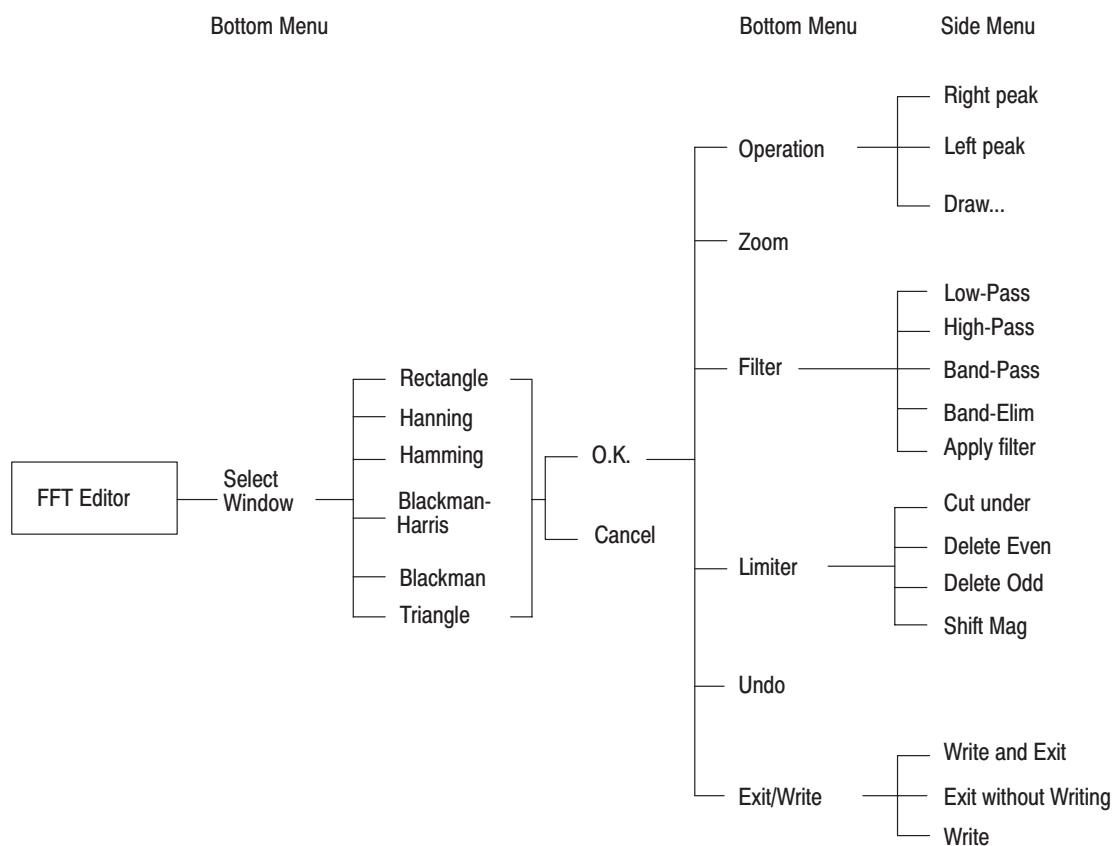 Bottom Menu
Bottom Menu
Side Menu
FFT Editor
Select
Window
Rectangle
Hanning
Hamming
Blackman-
Harris
Blackman
Triangle
O.K.
Cancel
Operation
Right peak
Left peak
Draw...
Zoom
Filter
Low-Pass
High-Pass
Band-Pass
Band-Elim
Apply filter
Limiter
Cut under
Delete Even
Delete Odd
Shift Mag
Undo
Exit/Write
Write and Exit
Exit without Writing
Write